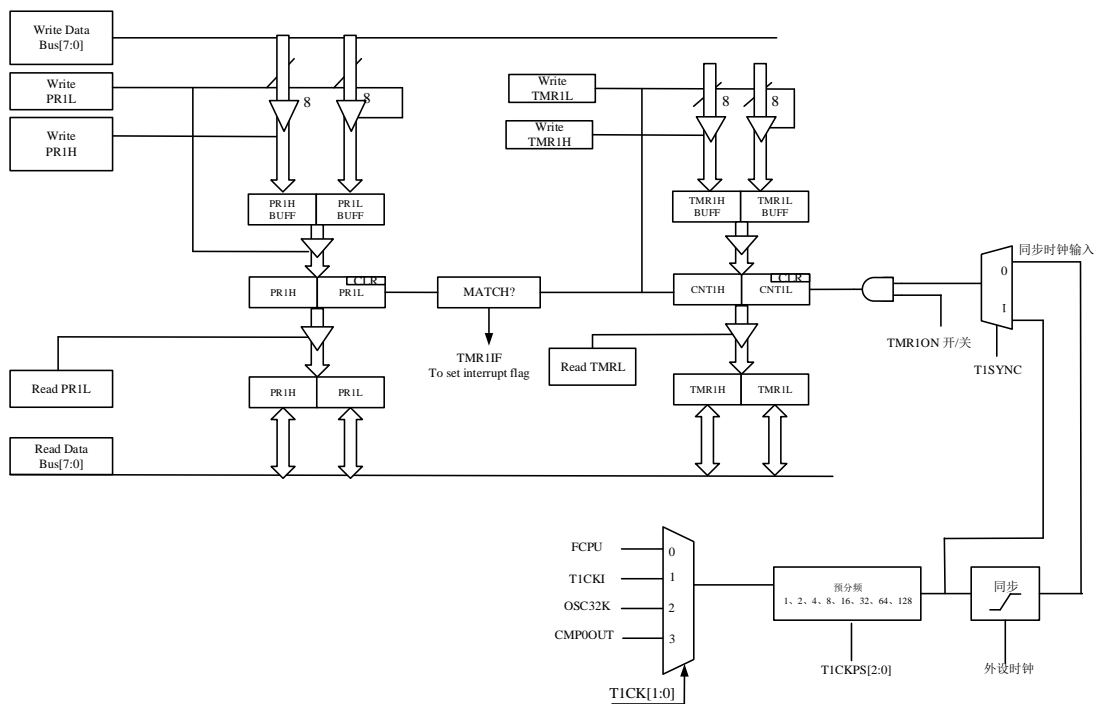 Write Data
Bus[7:0]
Write
PR1L
Write
PR1H
8
8
Write
TMR1L
Write
TMR1H
8
8
PR1H
BUFF
PR1L
BUFF
TMR1H
BUFF
TMR1L
BUFF
同步时钟输入
0
1
CLR
PR1H
PR1L
MATCH?
CLR
CNT1H
CNT1L
TMR1ON 开/关
T1SYNC
TMR1IF
To set interrupt flag
Read TMRL
Read PR1L
PR1H
PR1L
TMR1H
TMR1L
Read Data
Bus[7:0]
FCPU
0
T1CKI
1
OSC32K
2
CMP0OUT
3
预分频
1、2、4、8、16、32、64、128
同步
T1CKPS[2:0]
外设时钟
T1CK[1:0]